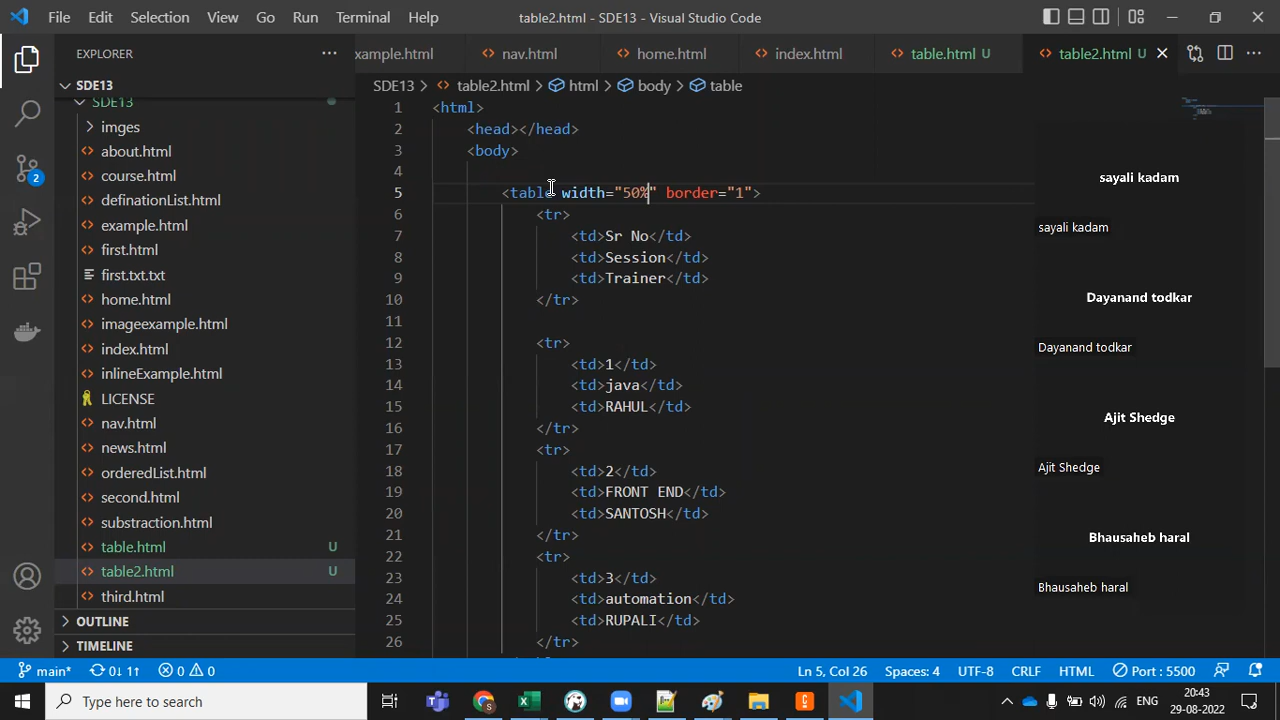 File Edit Selection View Go Run Terminal Help table2.html - SDE13 - Visual Studio Code
EXPLORER
SDE13
SDE13
imges
about.html
course.html
definationList.html
example.html
first.html
first.txt.txt
home.html
imageexample.html
index.html
inlineExample.html
LICENSE
nav.html
news.html
orderedList.html
second.html
substraction.html
table.html U
table2.html U
third.html
OUTLINE
TIMELINE
example.html nav.html home.html index.html table.html U table2.html U
SDE13 > table2.html > html > body > table
1 <html>
2 <head></head>
3 <body>
4
5 <table width="50%" border="1">
6 <tr>
7 <td>Sr No</td>
8 <td>Session</td>
9 <td>Trainer</td>
10 </tr>
11
12 <tr>
13 <td>1</td>
14 <td>java</td>
15 <td>RAHUL</td>
16 </tr>
17 <tr>
18 <td>2</td>
19 <td>FRONT END</td>
20 <td>SANTOSH</td>
21 </tr>
22 <tr>
23 <td>3</td>
24 <td>automation</td>
25 <td>RUPALI</td>
26 </tr>
sayali kadam
sayali kadam
Dayanand todkar
Dayanand todkar
Ajit Shedge
Ajit Shedge
Bhausaheb haral
Bhausaheb haral
2
main* 0↓ 1↑ 0 0 Ln 5, Col 26 Spaces: 4 UTF-8 CRLF HTML Port : 5500
Type here to search
ENG
20:43
29-08-2022